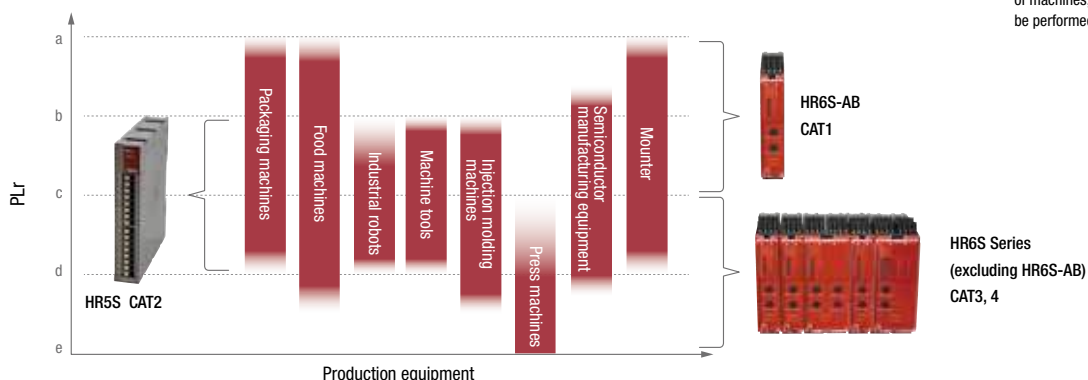 of machines.
be performed
PLr
a
b
c
d
e
HR5S CAT2
Packaging machines
Food machines
Industrial robots
Machine tools
Injection molding
machines
Press machines
Semiconductor
manufacturing equipment
Mounter
HR6S-AB
CAT1
HR6S Series
(excluding HR6S-AB)
CAT3, 4
Production equipment